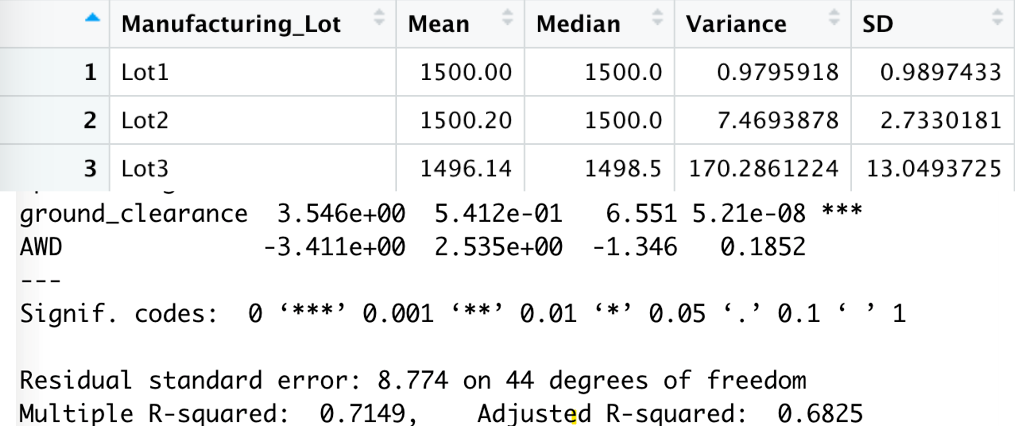 Manufacturing_Lot Mean Median Variance SD
1 Lot1 1500.00 1500.0 0.9795918 0.9897433
2 Lot2 1500.20 1500.0 7.4693878 2.7330181
3 Lot3 1496.14 1498.5 170.2861224 13.0493725
ground_clearance 3.546e+00 5.412e-01 6.551 5.21e-08 ***
AWD -3.411e+00 2.535e+00 -1.346 0.1852
---
Signif. codes: 0 ‘***’ 0.001 ‘**’ 0.01 ‘*’ 0.05 ‘.’ 0.1 ‘ ’ 1
Residual standard error: 8.774 on 44 degrees of freedom
Multiple R-squared: 0.7149, Adjusted R-squared: 0.6825